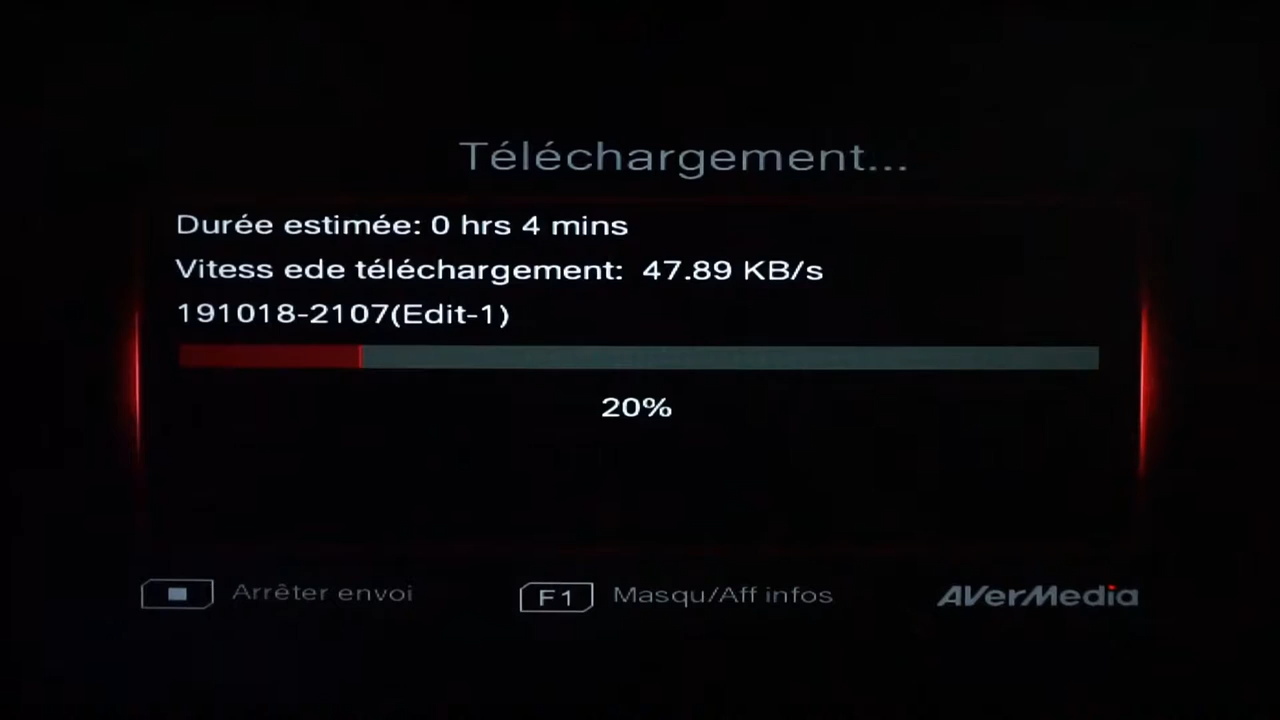 Téléchargement...
Durée estimée: 0 hrs 4 mins
Vitess ede téléchargement: 47.89 KB/s
191018-2107(Edit-1)
20%
Arrêter envoi
F1 Masqu/Aff infos
AVerMedia